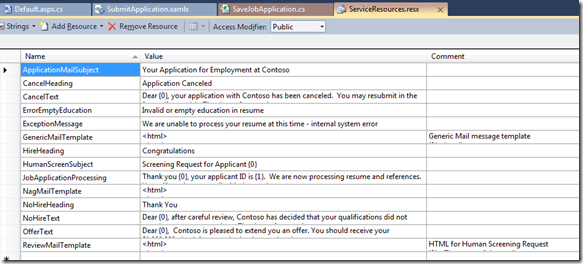 Default.aspx.cs SubmitApplication.xamlx SaveJobApplication.cs ServiceResources.resx
Strings Add Resource Remove Resource Access Modifier: Public
Name Value Comment
ApplicationMailSubject Your Application for Employment at Contoso
CancelHeading Application Canceled
CancelText Dear {0}, your application with Contoso has been canceled. You may resubmit in the
ErrorEmptyEducation Invalid or empty education in resume
ExceptionMessage We are unable to process your resume at this time - internal system error
GenericMailTemplate <html> Generic Mail message template
HireHeading Congratulations
HumanScreenSubject Screening Request for Applicant {0}
JobApplicationProcessing Thank you {0}, your applicant ID is {1}. We are now processing resume and references.
NagMailTemplate <html>
NoHireHeading Thank You
NoHireText Dear {0}, after careful review, Contoso has decided that your qualifications did not
OfferText Dear {0}, Contoso is pleased to extend you an offer. You should receive your
ReviewMailTemplate <html> HTML for Human Screening Request